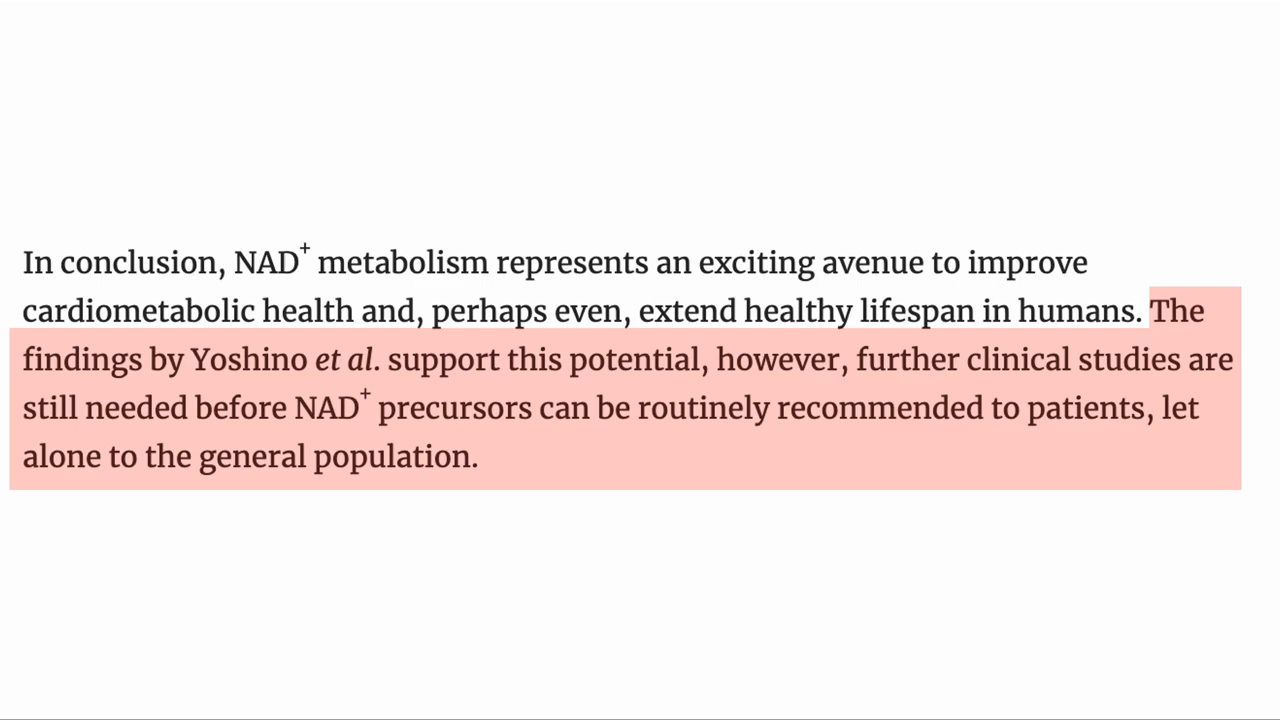 In conclusion, NAD⁺ metabolism represents an exciting avenue to improve
cardiometabolic health and, perhaps even, extend healthy lifespan in humans. The
findings by Yoshino et al. support this potential, however, further clinical studies are
still needed before NAD⁺ precursors can be routinely recommended to patients, let
alone to the general population.